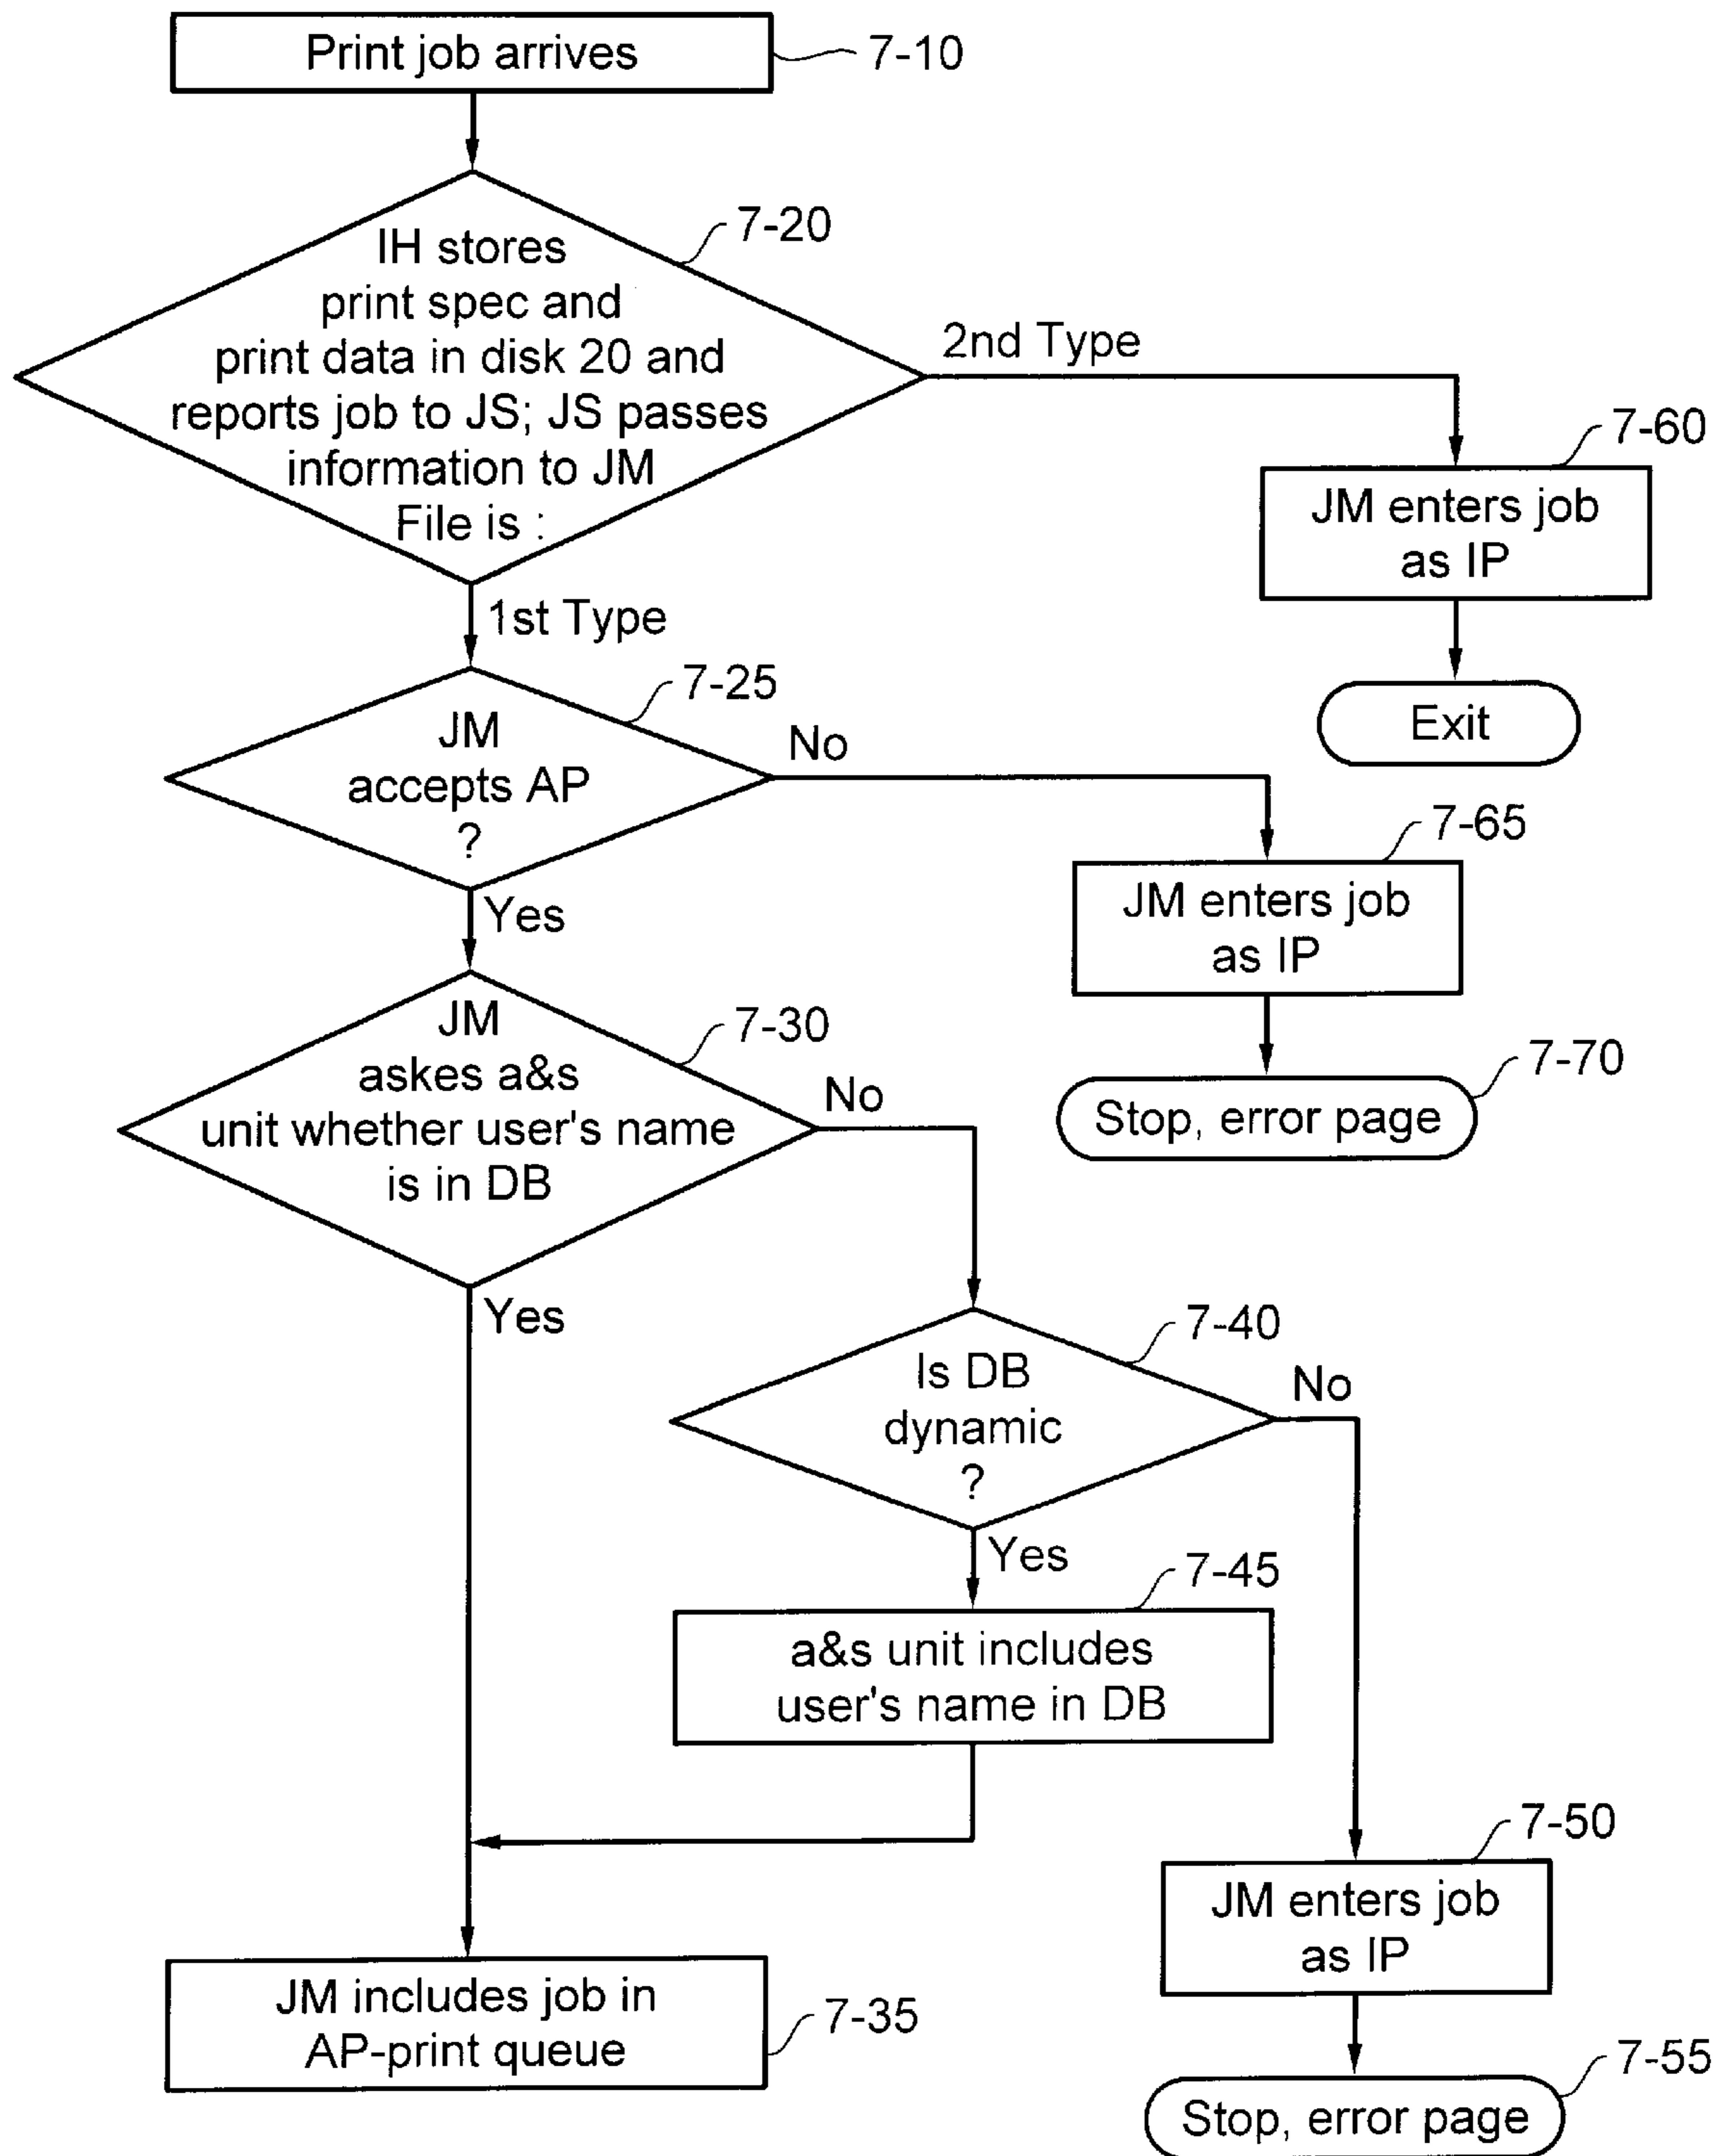 Print job arrives
7-10
IH stores
print spec and
print data in disk 20 and
reports job to JS; JS passes
information to JM
File is :
7-20
2nd Type
7-60
JM enters job
as IP
Exit
1st Type
7-25
JM
accepts AP
?
No
7-65
JM enters job
as IP
7-70
Stop, error page
Yes
JM
askes a&s
unit whether user's name
is in DB
7-30
No
Yes
7-40
Is DB
dynamic
?
No
Yes
7-45
a&s unit includes
user's name in DB
7-50
JM enters job
as IP
7-55
Stop, error page
JM includes job in
AP-print queue
7-35